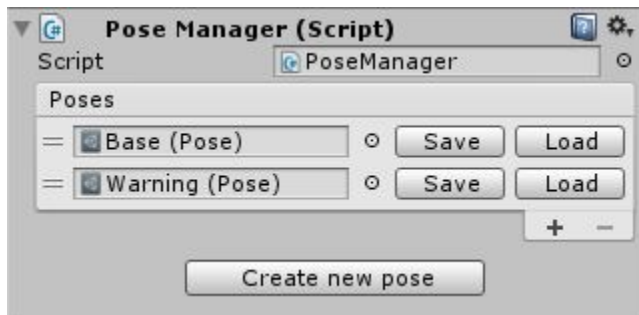 Pose Manager (Script)
Script PoseManager
Poses
Base (Pose) Save Load
Warning (Pose) Save Load
+ −
Create new pose